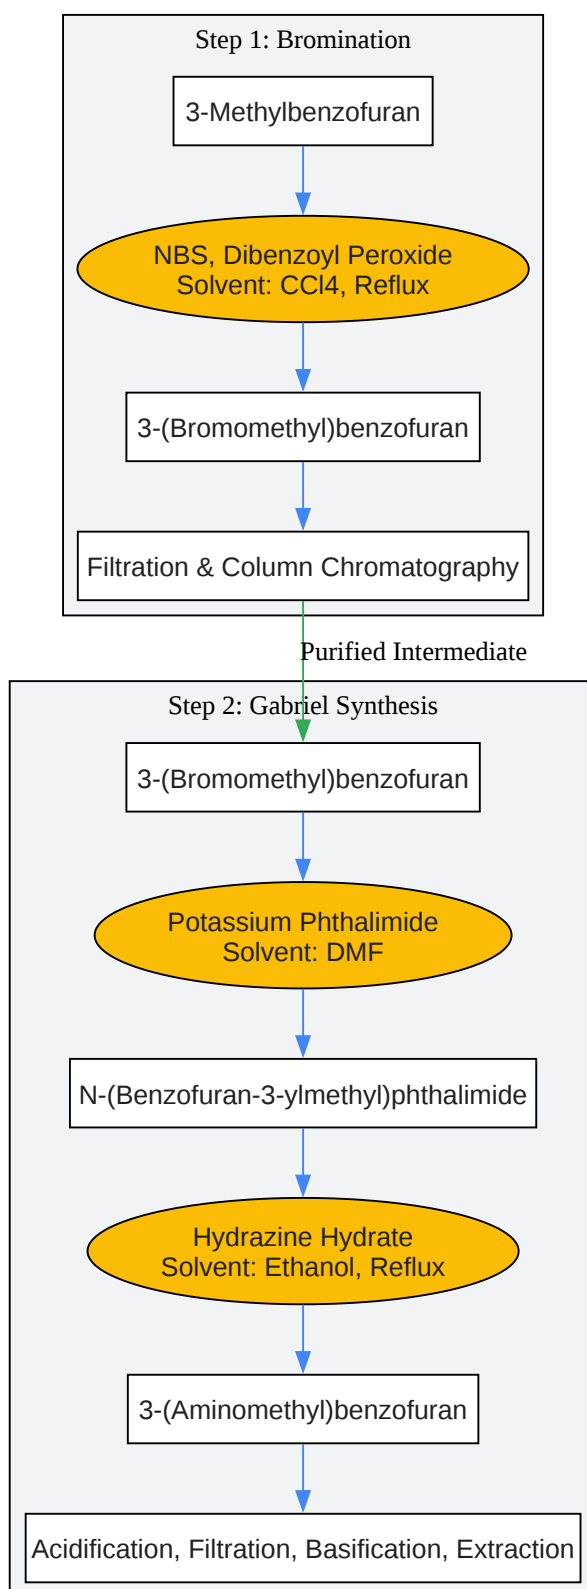 Step 1: Bromination
3-Methylbenzofuran
NBS, Dibenzoyl Peroxide
Solvent: CCl4, Reflux
3-(Bromomethyl)benzofuran
Filtration & Column Chromatography
Purified Intermediate
Step 2: Gabriel Synthesis
3-(Bromomethyl)benzofuran
Potassium Phthalimide
Solvent: DMF
N-(Benzofuran-3-ylmethyl)phthalimide
Hydrazine Hydrate
Solvent: Ethanol, Reflux
3-(Aminomethyl)benzofuran
Acidification, Filtration, Basification, Extraction